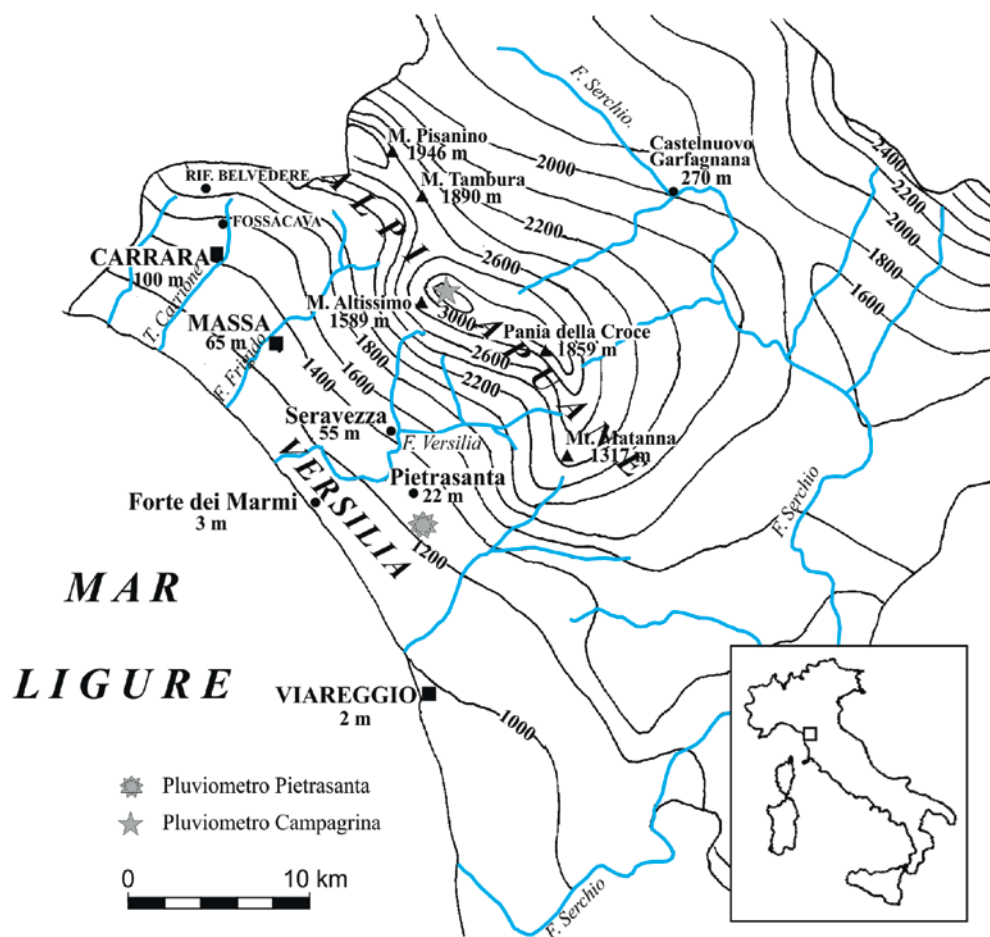 F. Serchio.
2000
2400
2200
2000
1800
1600
M. Pisanino
1946 m
Castelnuovo
Garfagnana
270 m
RIF. BELVEDERE
M. Tambura
1890 m
2200
FOSSACAVA
ALPI APUANE
2600
CARRARA
100 m
T. Carrione
M. Altissimo
1589 m
3000
MASSA
65 m
F. Frigido
Pania della Croce
1859 m
1800
2600
1400
1600
2200
Seravezza
55 m
F. Versilia
Mt. Matanna
1317 m
Pietrasanta
22 m
VERSILIA
Forte dei Marmi
3 m
1200
F. Serchio
MAR
LIGURE
VIAREGGIO
2 m
1000
Pluviometro Pietrasanta
Pluviometro Campagrina
0 10 km
F. Serchio